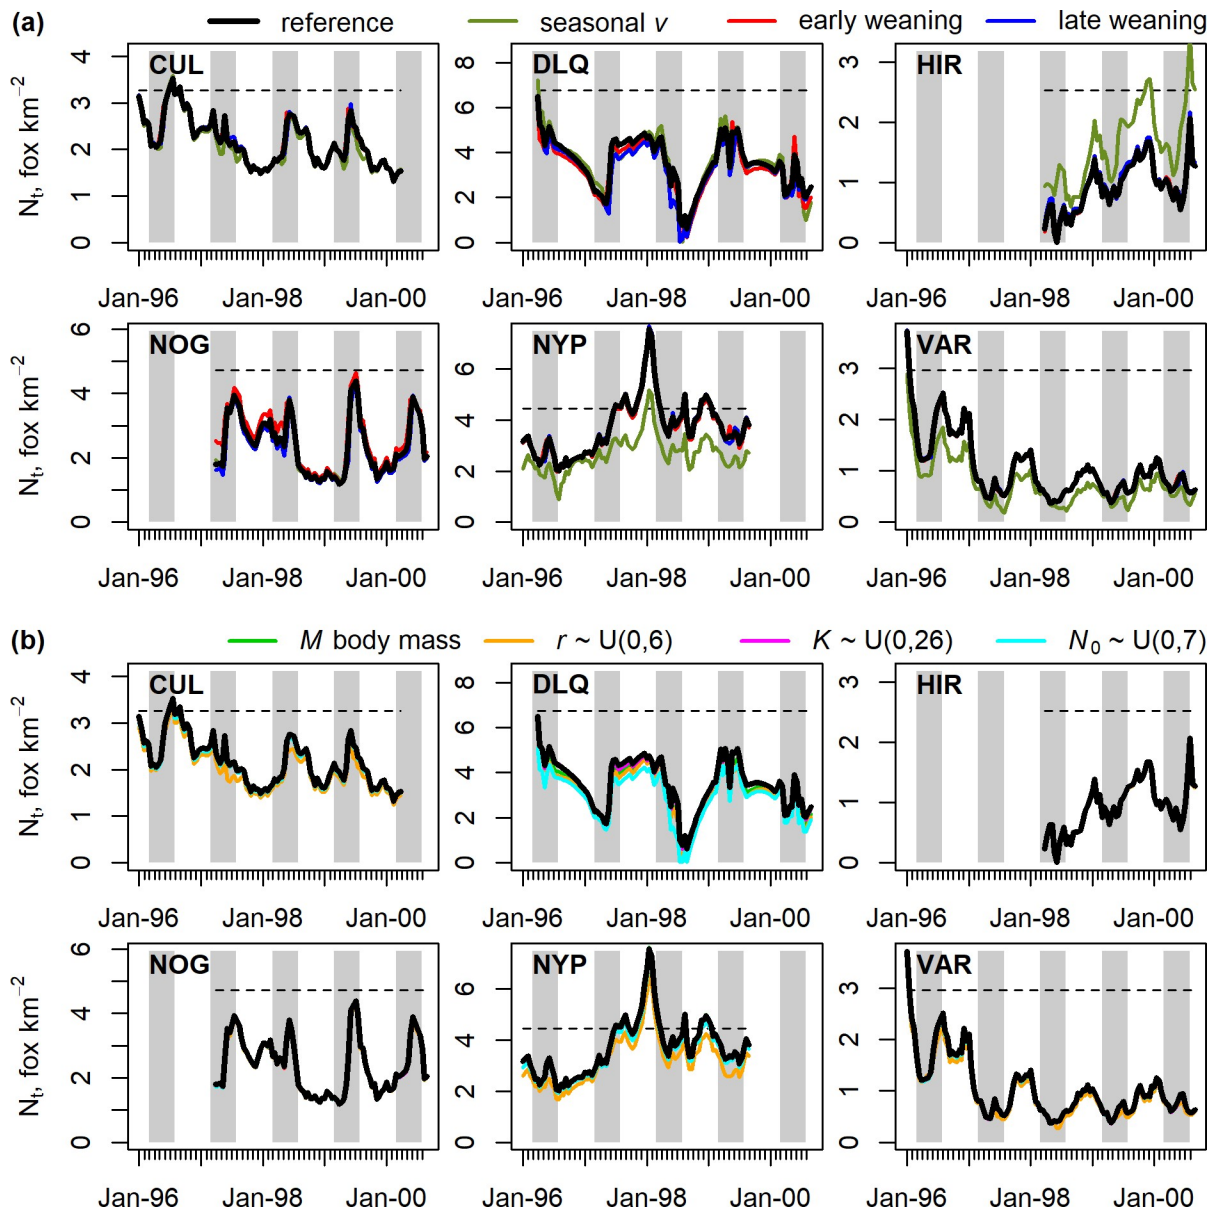 (a) reference seasonal v early weaning late weaning
CUL DLQ HIR
N_t, fox km⁻²
0 1 2 3 4
0 2 4 6 8
0 1 2 3
Jan-96 Jan-98 Jan-00 Jan-96 Jan-98 Jan-00 Jan-96 Jan-98 Jan-00
NOG NYP VAR
N_t, fox km⁻²
0 2 4 6
0 2 4 6
0 1 2 3
Jan-96 Jan-98 Jan-00 Jan-96 Jan-98 Jan-00 Jan-96 Jan-98 Jan-00
(b) M body mass r ~ U(0,6) K ~ U(0,26) N₀ ~ U(0,7)
CUL DLQ HIR
N_t, fox km⁻²
0 1 2 3 4
0 2 4 6 8
0 1 2 3
Jan-96 Jan-98 Jan-00 Jan-96 Jan-98 Jan-00 Jan-96 Jan-98 Jan-00
NOG NYP VAR
N_t, fox km⁻²
0 2 4 6
0 2 4 6
0 1 2 3
Jan-96 Jan-98 Jan-00 Jan-96 Jan-98 Jan-00 Jan-96 Jan-98 Jan-00